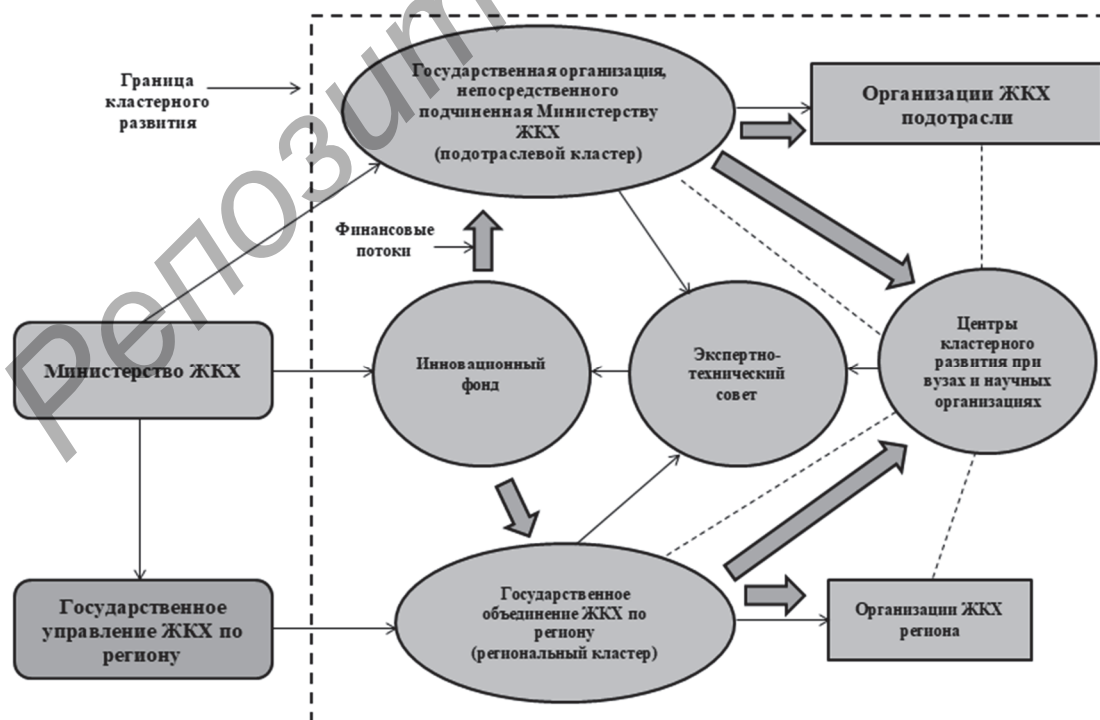 Граница
кластерного
развития
Государственная организация,
непосредственного
подчиненная Министерству
ЖКХ
(подотраслевой кластер)
Организации ЖКХ
подотрасли
Финансовые
потоки
Министерство ЖКХ
Инновационный
фонд
Экспертно-
технический
совет
Центры
кластерного
развития при
вузах и научных
организациях
Государственное
управление ЖКХ по
региону
Государственное
объединение ЖКХ по
региону
(региональный кластер)
Организации ЖКХ
региона
Репозит